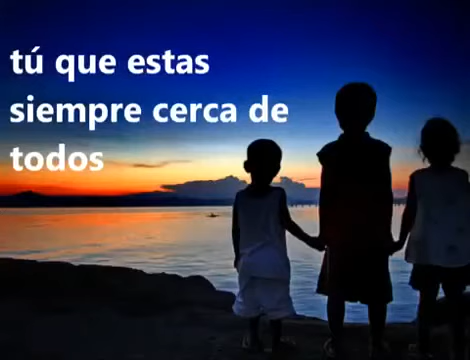 tú que estas
siempre cerca de
todos